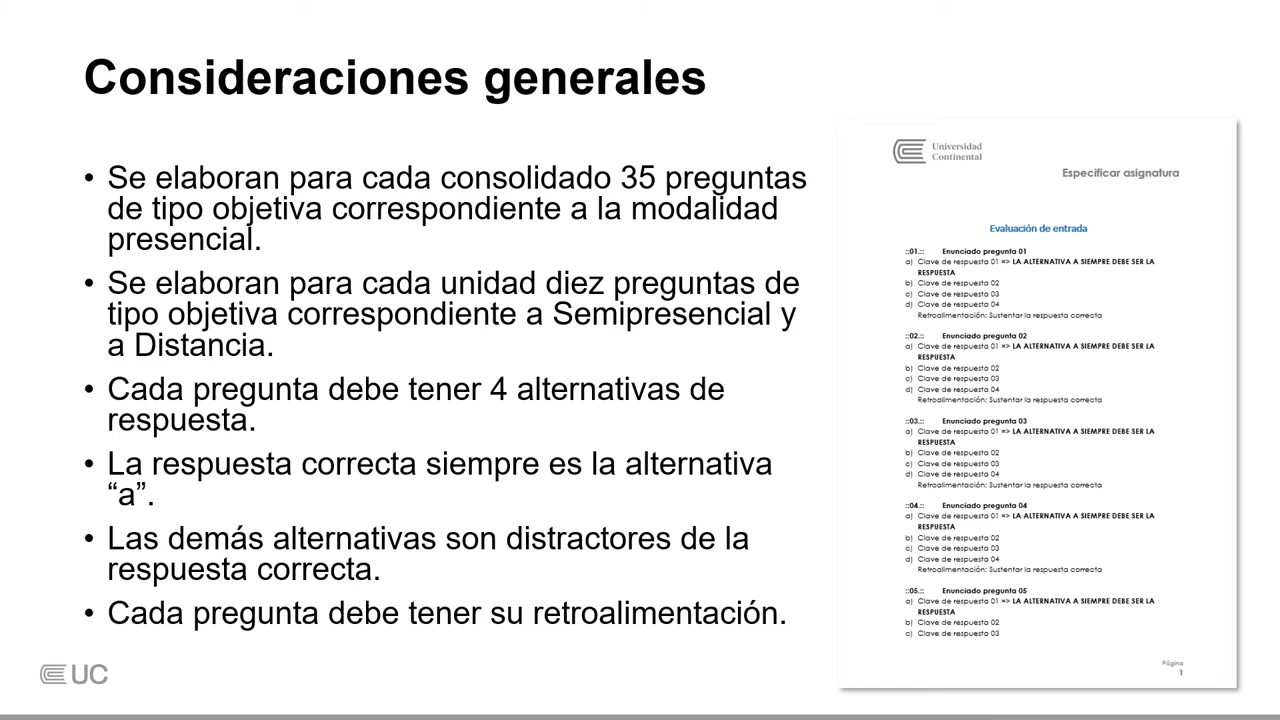 Consideraciones generales
• Se elaboran para cada consolidado 35 preguntas
de tipo objetiva correspondiente a la modalidad
presencial.
• Se elaboran para cada unidad diez preguntas de
tipo objetiva correspondiente a Semipresencial y
a Distancia.
• Cada pregunta debe tener 4 alternativas de
respuesta.
• La respuesta correcta siempre es la alternativa
“a”.
• Las demás alternativas son distractores de la
respuesta correcta.
• Cada pregunta debe tener su retroalimentación.
UC
Universidad
Continental
Especificar asignatura
Evaluación de entrada
::01.:: Enunciado pregunta 01
a) Clave de respuesta 01 => LA ALTERNATIVA A SIEMPRE DEBE SER LA
RESPUESTA
b) Clave de respuesta 02
c) Clave de respuesta 03
d) Clave de respuesta 04
Retroalimentación: Sustentar la respuesta correcta
::02.:: Enunciado pregunta 02
a) Clave de respuesta 01 => LA ALTERNATIVA A SIEMPRE DEBE SER LA
RESPUESTA
b) Clave de respuesta 02
c) Clave de respuesta 03
d) Clave de respuesta 04
Retroalimentación: Sustentar la respuesta correcta
::03.:: Enunciado pregunta 03
a) Clave de respuesta 01 => LA ALTERNATIVA A SIEMPRE DEBE SER LA
RESPUESTA
b) Clave de respuesta 02
c) Clave de respuesta 03
d) Clave de respuesta 04
Retroalimentación: Sustentar la respuesta correcta
::04.:: Enunciado pregunta 04
a) Clave de respuesta 01 => LA ALTERNATIVA A SIEMPRE DEBE SER LA
RESPUESTA
b) Clave de respuesta 02
c) Clave de respuesta 03
d) Clave de respuesta 04
Retroalimentación: Sustentar la respuesta correcta
::05.:: Enunciado pregunta 05
a) Clave de respuesta 01 => LA ALTERNATIVA A SIEMPRE DEBE SER LA
RESPUESTA
b) Clave de respuesta 02
c) Clave de respuesta 03
Página
1